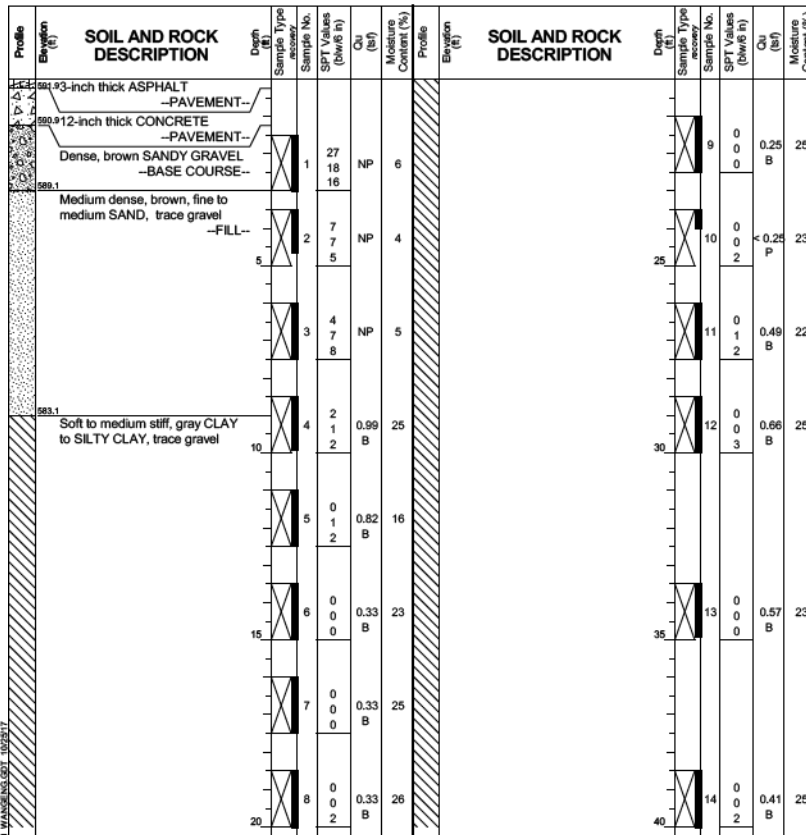 Profile
Elevation (ft)
SOIL AND ROCK DESCRIPTION
Depth (ft)
Sample Type
recovery
Sample No.
SPT Values (blw/6 in)
Qu (tsf)
Moisture Content (%)
591.9 3-inch thick ASPHALT
--PAVEMENT--
590.9 12-inch thick CONCRETE
--PAVEMENT--
Dense, brown SANDY GRAVEL
--BASE COURSE--
589.1
Medium dense, brown, fine to
medium SAND, trace gravel
--FILL--
583.1
Soft to medium stiff, gray CLAY
to SILTY CLAY, trace gravel
1 27 18 16 NP 6
2 7 7 5 NP 4
5
3 4 7 8 NP 5
4 2 1 2 0.99 B 25
10
5 0 1 2 0.82 B 16
6 0 0 0 0.33 B 23
15
7 0 0 0 0.33 B 25
8 0 0 2 0.33 B 26
20
WANGENG.GDT 10/25/17
Profile
Elevation (ft)
SOIL AND ROCK DESCRIPTION
Depth (ft)
Sample Type
recovery
Sample No.
SPT Values (blw/6 in)
Qu (tsf)
Moisture Content (%)
9 0 0 0 0.25 B 25
10 0 0 2 < 0.25 P 23
25
11 0 1 2 0.49 B 22
12 0 0 3 0.66 B 25
30
13 0 0 0 0.57 B 23
35
14 0 0 2 0.41 B 25
40